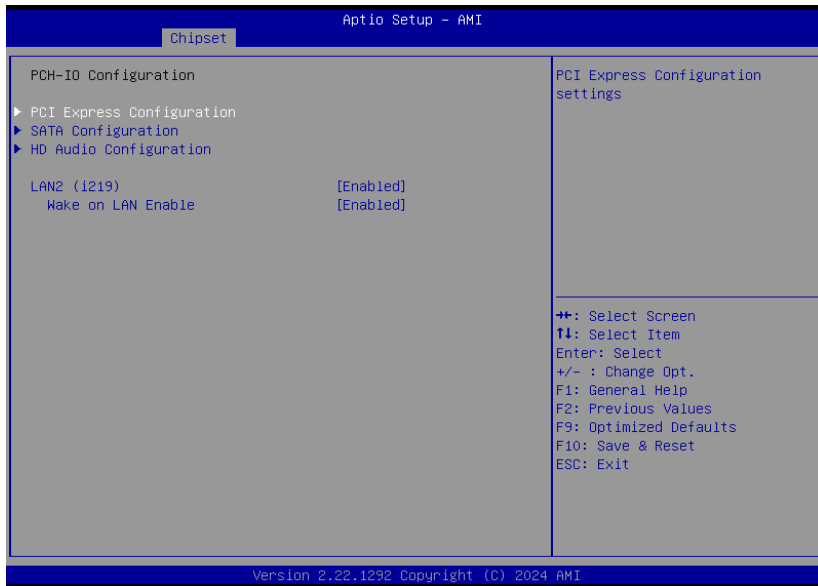 Aptio Setup - AMI
Chipset
PCH-IO Configuration
▶ PCI Express Configuration
▶ SATA Configuration
▶ HD Audio Configuration
LAN2 (i219) [Enabled]
Wake on LAN Enable [Enabled]
PCI Express Configuration
settings
→←: Select Screen
↑↓: Select Item
Enter: Select
+/- : Change Opt.
F1: General Help
F2: Previous Values
F9: Optimized Defaults
F10: Save & Reset
ESC: Exit
Version 2.22.1292 Copyright (C) 2024 AMI